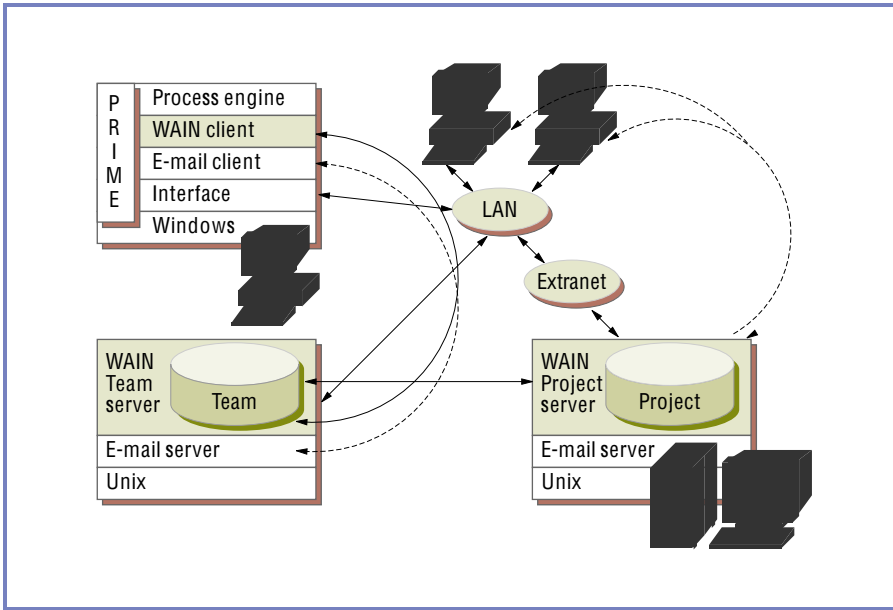 PRIME
Process engine
WAIN client
E-mail client
Interface
Windows
LAN
Extranet
WAIN
Team
server
Team
E-mail server
Unix
WAIN
Project
server
Project
E-mail server
Unix